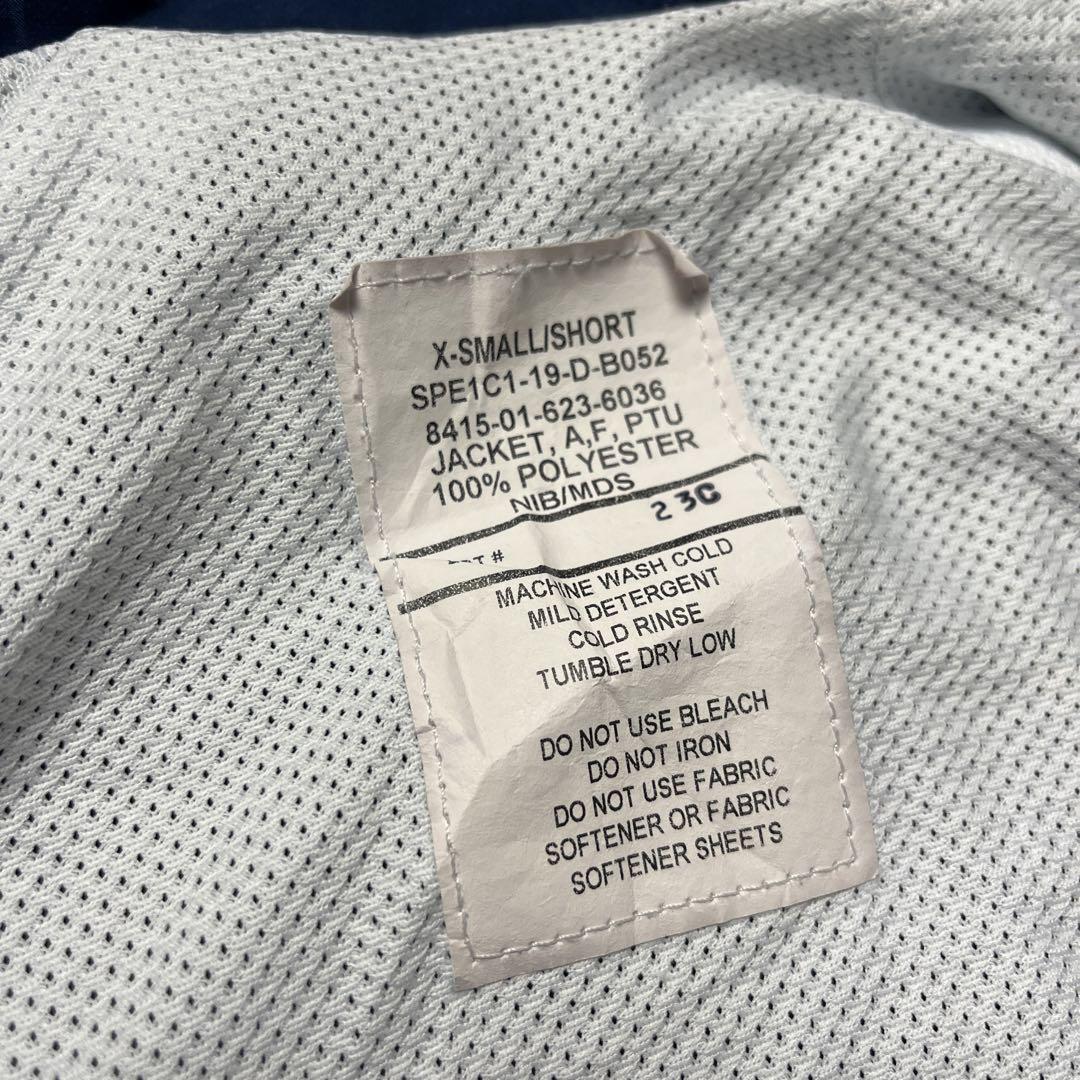 X-SMALL/SHORT
SPE1C1-19-D-B052
8415-01-623-6036
JACKET, A,F, PTU
100% POLYESTER
NIB/MDS
# 23C
MACHINE WASH COLD
MILD DETERGENT
COLD RINSE
TUMBLE DRY LOW
DO NOT USE BLEACH
DO NOT IRON
DO NOT USE FABRIC
SOFTENER OR FABRIC
SOFTENER SHEETS